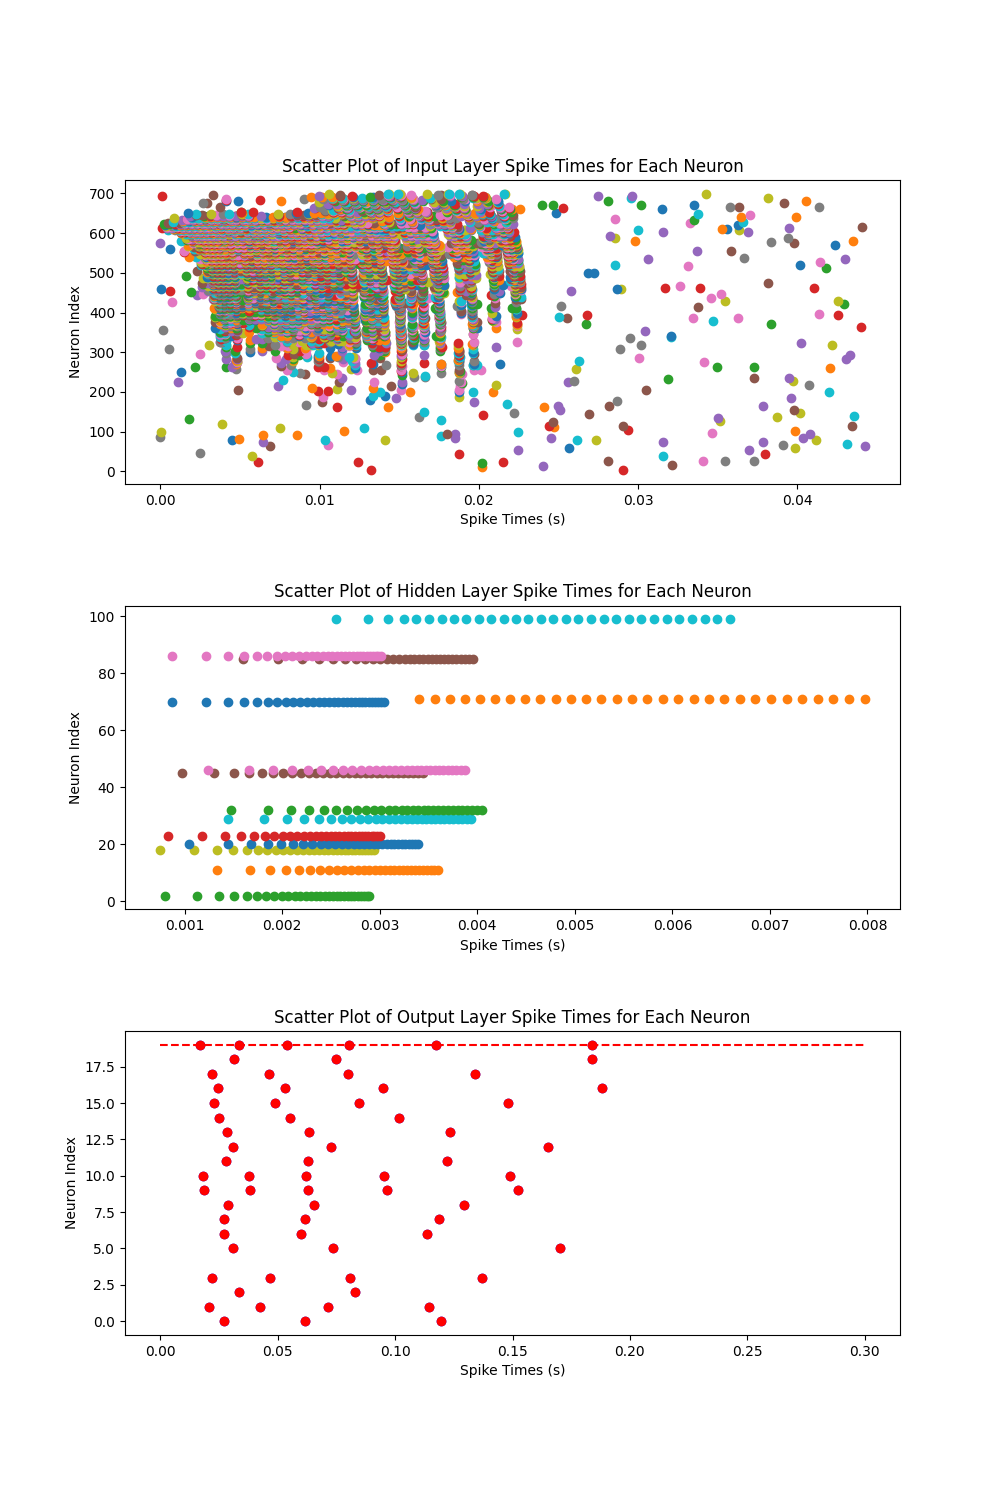 Scatter Plot of Input Layer Spike Times for Each Neuron
Neuron Index
700
600
500
400
300
200
100
0
0.00 0.01 0.02 0.03 0.04
Spike Times (s)
Scatter Plot of Hidden Layer Spike Times for Each Neuron
Neuron Index
100
80
60
40
20
0
0.001 0.002 0.003 0.004 0.005 0.006 0.007 0.008
Spike Times (s)
Scatter Plot of Output Layer Spike Times for Each Neuron
Neuron Index
17.5
15.0
12.5
10.0
7.5
5.0
2.5
0.0
0.00 0.05 0.10 0.15 0.20 0.25 0.30
Spike Times (s)